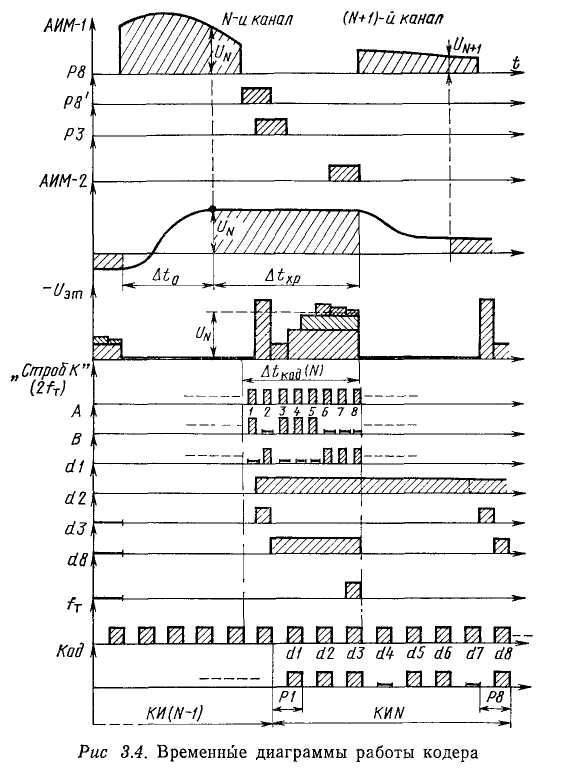 АИМ-1
N-й канал
(N+1)-й канал
U_N
U_N+1
t
P8
P8'
P3
АИМ-2
U_N
Δt₀
Δt_хр
-U_эт
U_N
„Строб К"
(2f_T)
Δt_код (N)
A
1 2 3 4 5 6 7 8
B
d1
d2
d3
d8
f_T
Код
d1 d2 d3 d4 d5 d6 d7 d8
P1
P8
КИ(N-1)
КИN
Рис 3.4. Временные диаграммы работы кодера